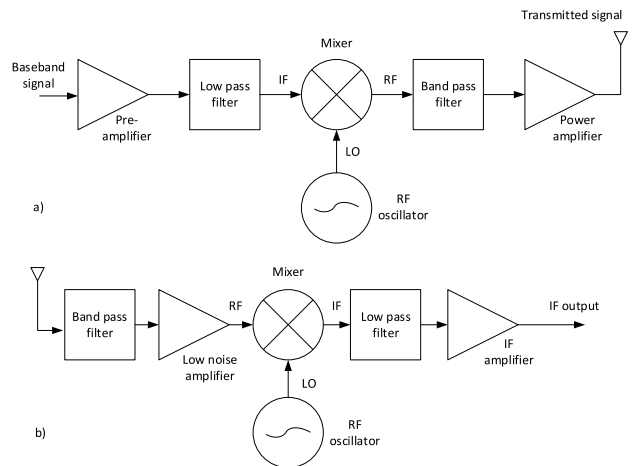 Transmitted signal
Mixer
Baseband
signal
Low pass
filter
IF
RF
Band pass
filter
Pre-
amplifier
Power
amplifier
LO
a)
RF
oscillator
Mixer
Band pass
filter
RF
IF
Low pass
filter
IF output
Low noise
amplifier
IF
amplifier
LO
b)
RF
oscillator